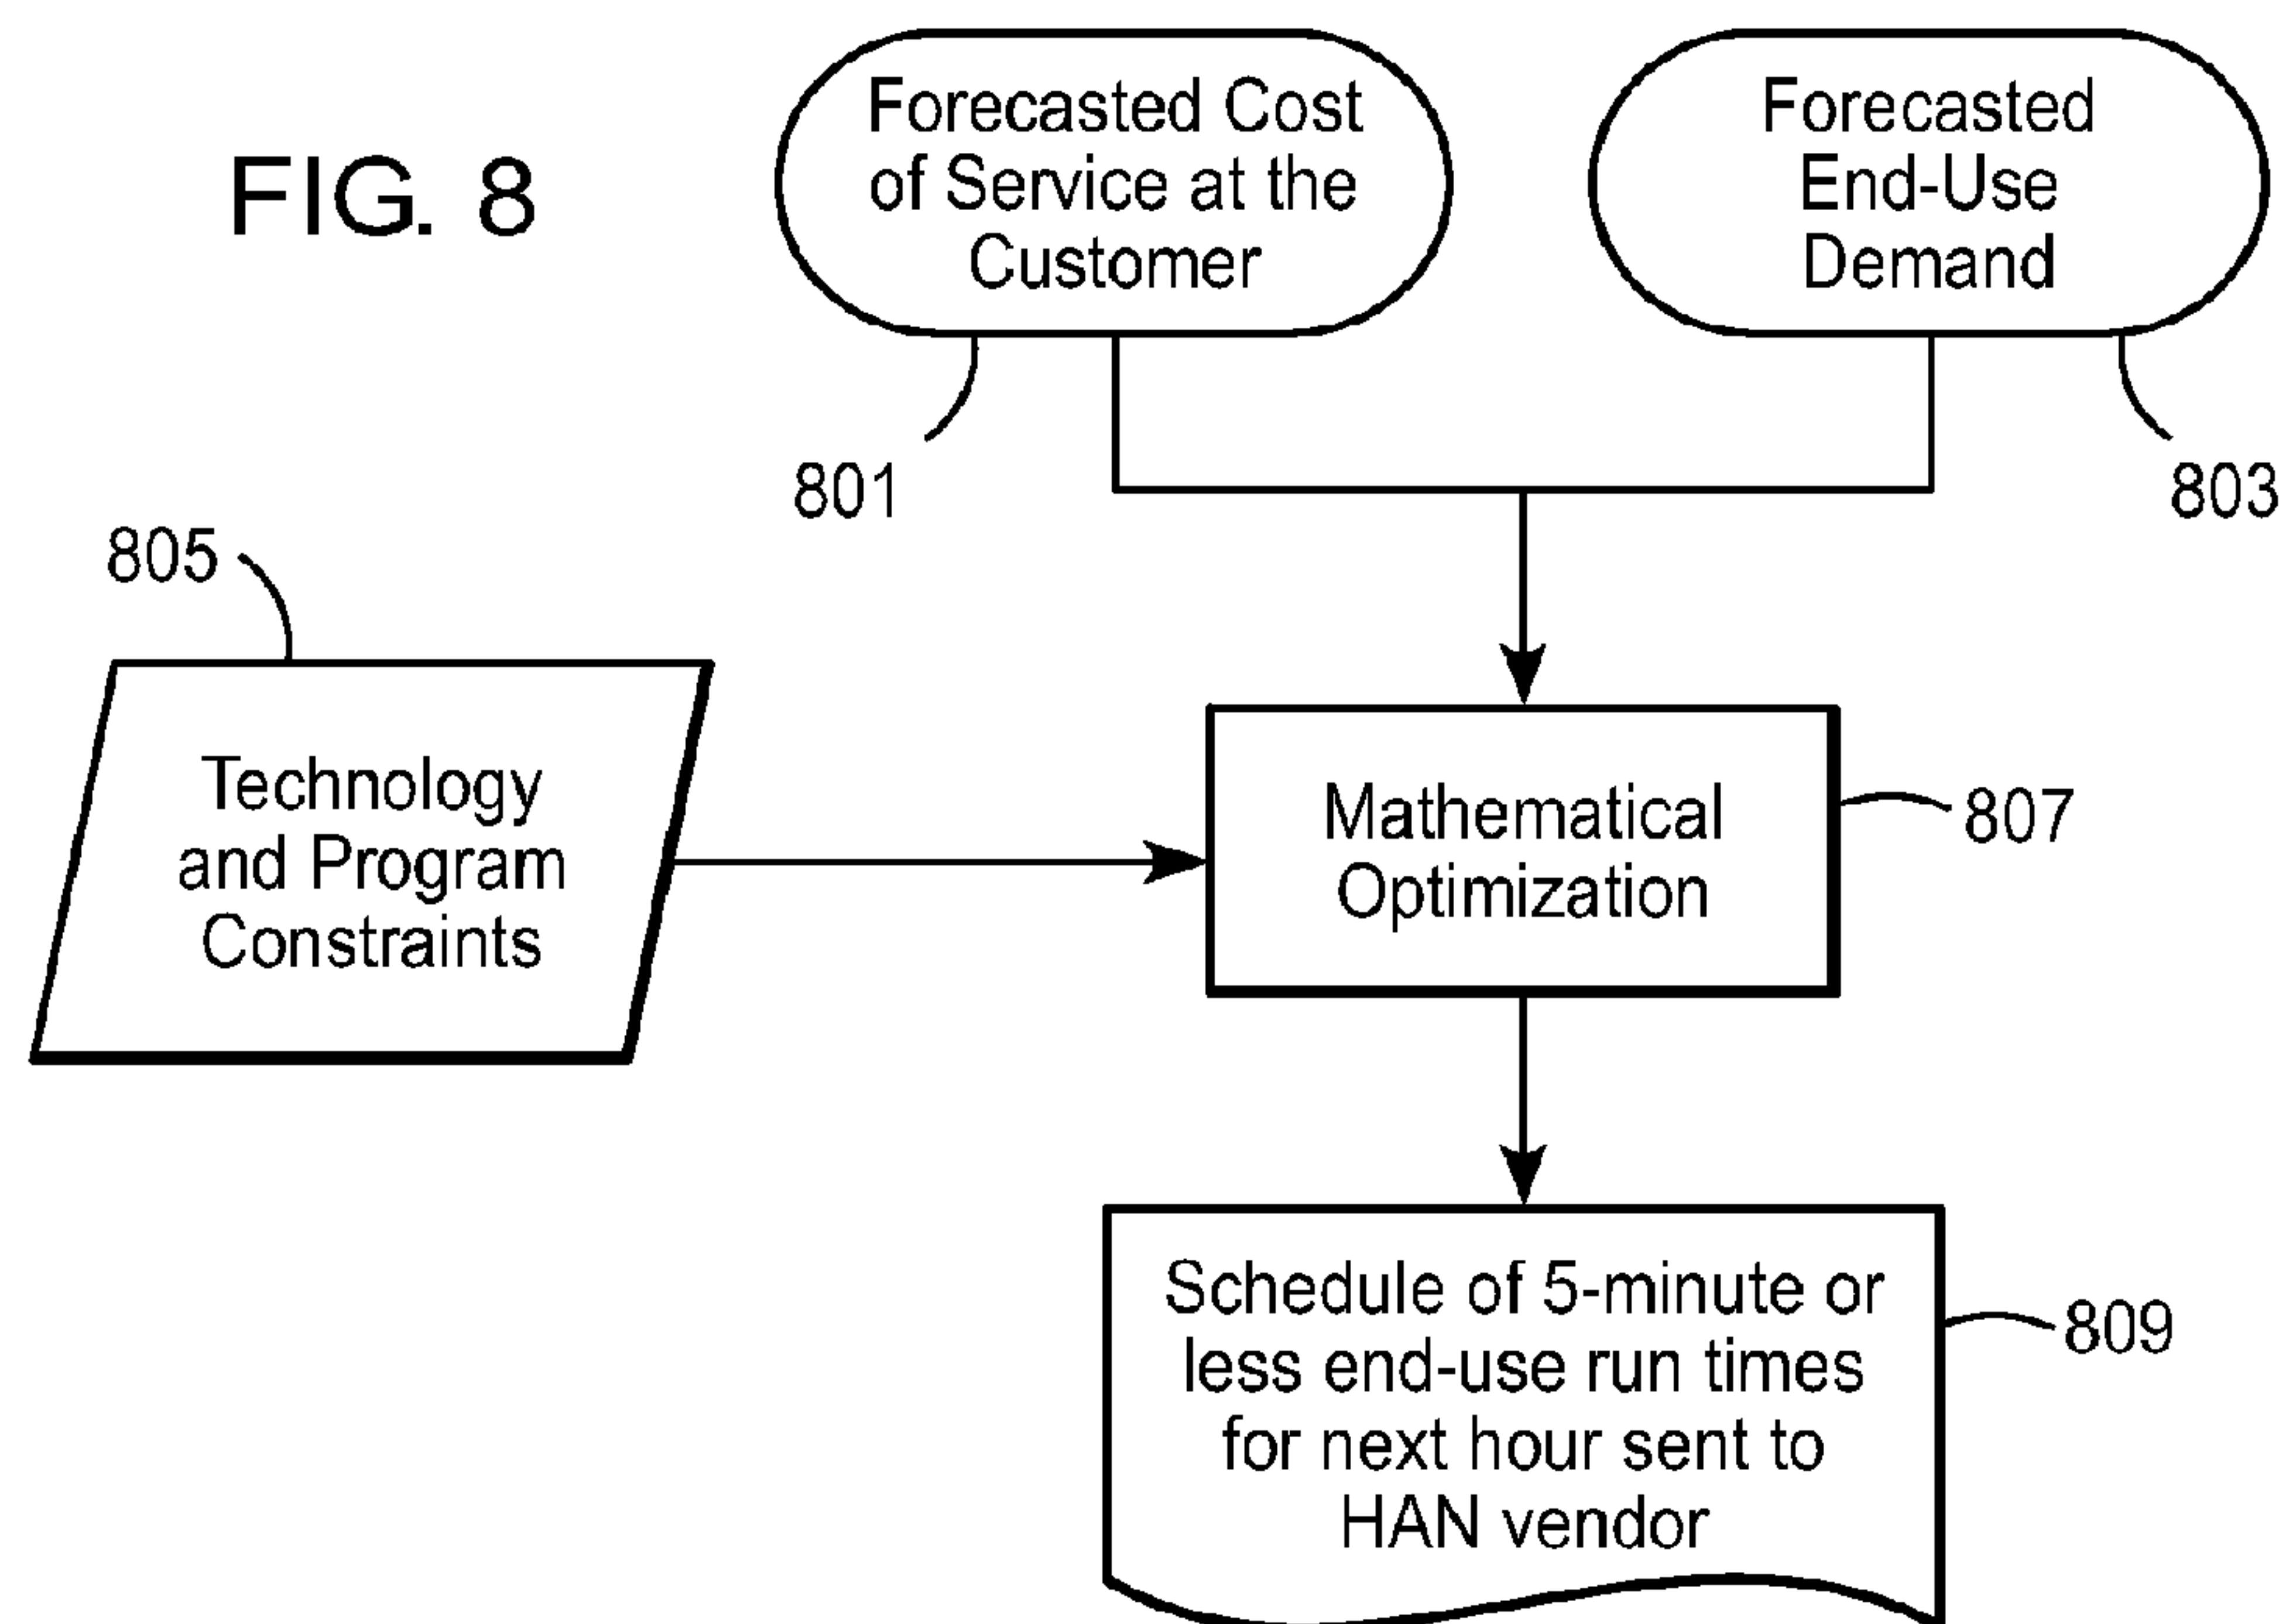 FIG. 8
Forecasted Cost
of Service at the
Customer
Forecasted
End-Use
Demand
801
803
805
Technology
and Program
Constraints
Mathematical
Optimization
807
Schedule of 5-minute or
less end-use run times
for next hour sent to
HAN vendor
809